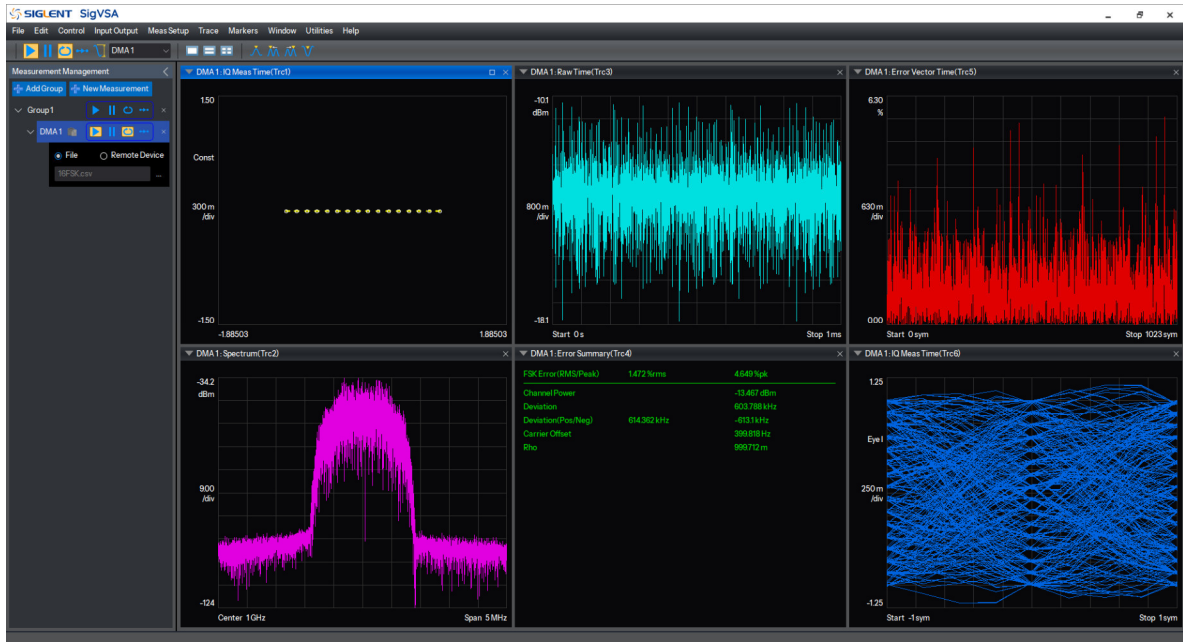 SIGLENT SigVSA
File Edit Control Input Output Meas Setup Trace Markers Window Utilities Help
DMA 1
Measurement Management
Add Group New Measurement
Group1
DMA 1
File Remote Device
16FSK.csv ...
DMA 1: IQ Meas Time(Trc1)
1.50
Const
300 m
/div
-1.50
-1.88503 1.88503
DMA 1: Raw Time(Trc3)
-10.1
dBm
800 m
/div
-18.1
Start 0 s Stop 1 ms
DMA 1: Error Vector Time(Trc5)
6.30
%
630 m
/div
0.00
Start 0 sym Stop 1023 sym
DMA 1: Spectrum(Trc2)
-34.2
dBm
9.00
/div
-124
Center 1 GHz Span 5 MHz
DMA 1: Error Summary(Trc4)
FSK Error(RMS/Peak) 1.472 %rms 4.649 %pk
Channel Power -13.467 dBm
Deviation 603.788 kHz
Deviation(Pos/Neg) 614.362 kHz -613.1 kHz
Carrier Offset 399.818 Hz
Rho 999.712 m
DMA 1: IQ Meas Time(Trc6)
1.25
Eye I
250 m
/div
-1.25
Start -1 sym Stop 1 sym